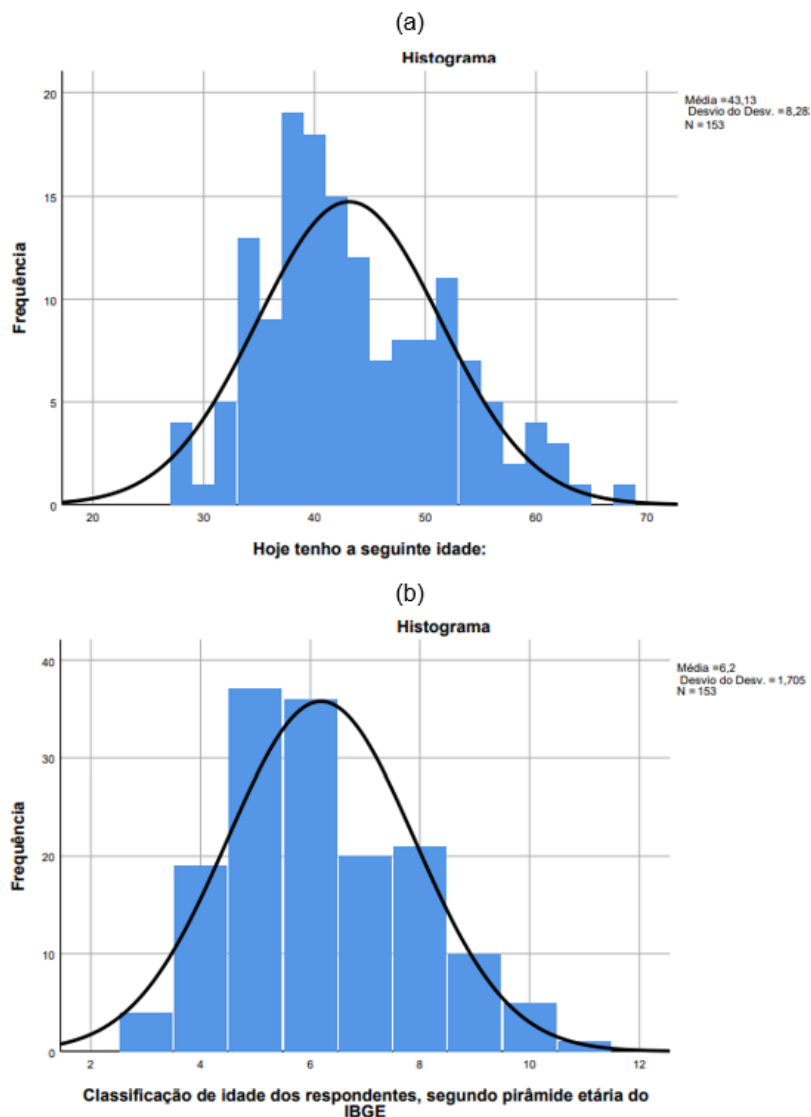 (a)
Histograma
Média =43,13
Desvio do Desv. = 8,28
N = 153
20
15
10
5
0
Frequência
20 30 40 50 60 70
Hoje tenho a seguinte idade:
(b)
Histograma
Média =6,2
Desvio do Desv. = 1,705
N = 153
40
30
20
10
0
Frequência
2 4 6 8 10 12
Classificação de idade dos respondentes, segundo pirâmide etária do
IBGE